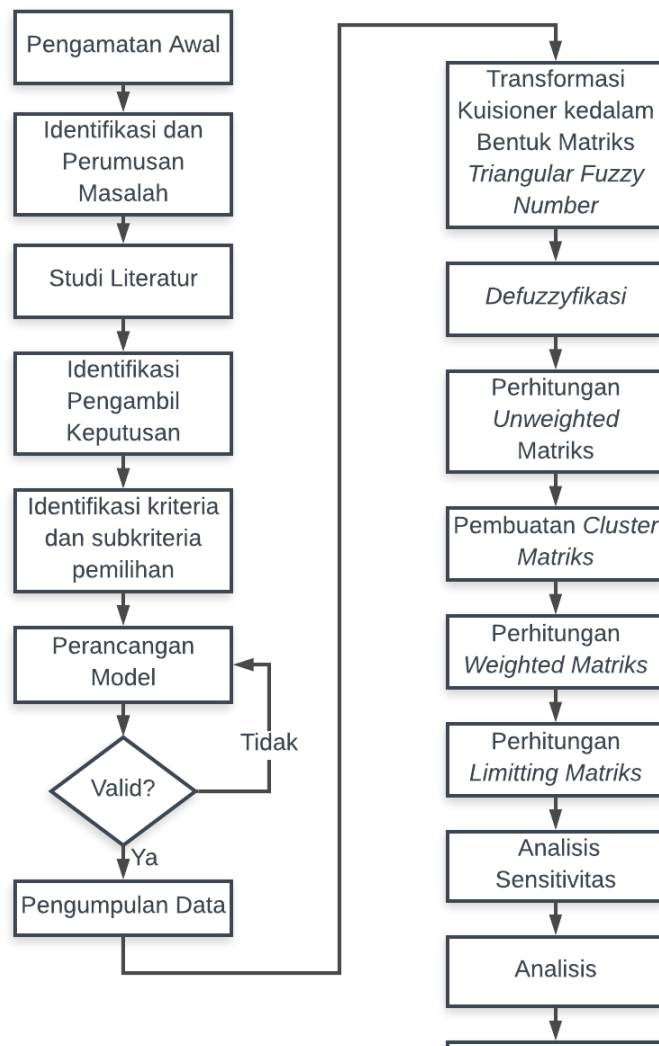 Pengamatan Awal
Identifikasi dan
Perumusan
Masalah
Studi Literatur
Identifikasi
Pengambil
Keputusan
Identifikasi kriteria
dan subkriteria
pemilihan
Perancangan
Model
Tidak
Valid?
Ya
Pengumpulan Data
Transformasi
Kuisioner kedalam
Bentuk Matriks
Triangular Fuzzy
Number
Defuzzyfikasi
Perhitungan
Unweighted
Matriks
Pembuatan Cluster
Matriks
Perhitungan
Weighted Matriks
Perhitungan
Limitting Matriks
Analisis
Sensitivitas
Analisis